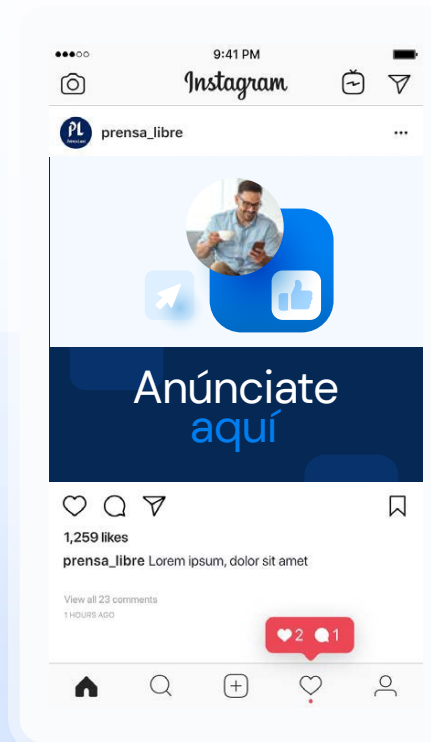 9:41 PM
Instagram
PL
prensa_libre
Anúnciate
aquí
1,259 likes
prensa_libre Lorem ipsum, dolor sit amet
View all 23 comments
1 HOURS AGO
2 1